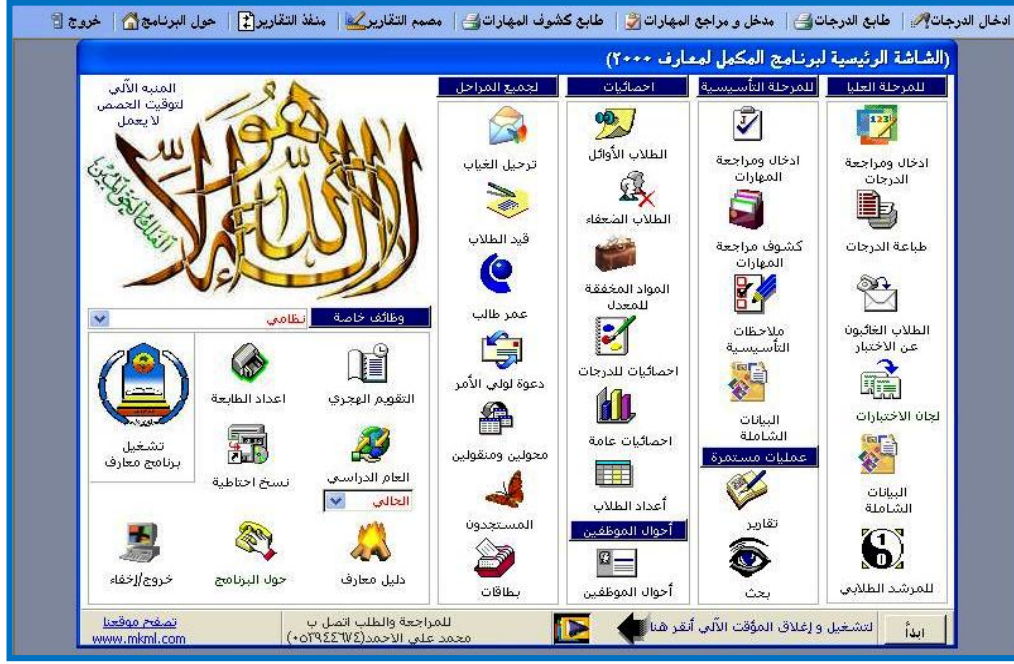 ادخال الدرجات | طابع الدرجات | مدخل و مراجع المهارات | طابع كشوف المهارات | مصمم التقارير | منفذ التقارير | حول البرنامج | خروج
(الشاشة الرئيسية لبرنامج المكمل لمعارف ٢٠٠٠)
للمرحلة العليا
ادخال ومراجعة
الدرجات
طباعة الدرجات
الطلاب الغائبون
عن الاختبار
لجان الاختبارات
البيانات
الشاملة
للمرشد الطلابي
للمرحلة التأسيسية
ادخال ومراجعة
المهارات
كشوف مراجعة
المهارات
ملاحظات
التأسيسية
البيانات
الشاملة
عمليات مستمرة
تقارير
بحث
احصائيات
الطلاب الأوائل
الطلاب الضعفاء
المواد المخفقة
للمعدل
احصائيات للدرجات
احصائيات عامة
أعداد الطلاب
أحوال الموظفين
أحوال الموظفين
لجميع المراحل
ترحيل الغياب
قيد الطلاب
عمر طالب
دعوة لولي الأمر
محولين ومنقولين
المستجدون
بطاقات
المنبه الآلي
لتوقيت الحصص
لا يعمل
وظائف خاصة
نظامي
التقويم الهجري
اعداد الطابعة
تشغيل
برنامج معارف
العام الدراسي
الحالي
نسخ احتاطية
دليل معارف
حول البرنامج
خروج/إخفاء
ابدأ
لتشغيل و إغلاق المؤقت الآلي أنقر هنا
للمراجعة والطلب اتصل ب
محمد علي الاحمد(٠٥٣٩٤٤٦٧٤)
تصفح موقعنا
www.mkml.com